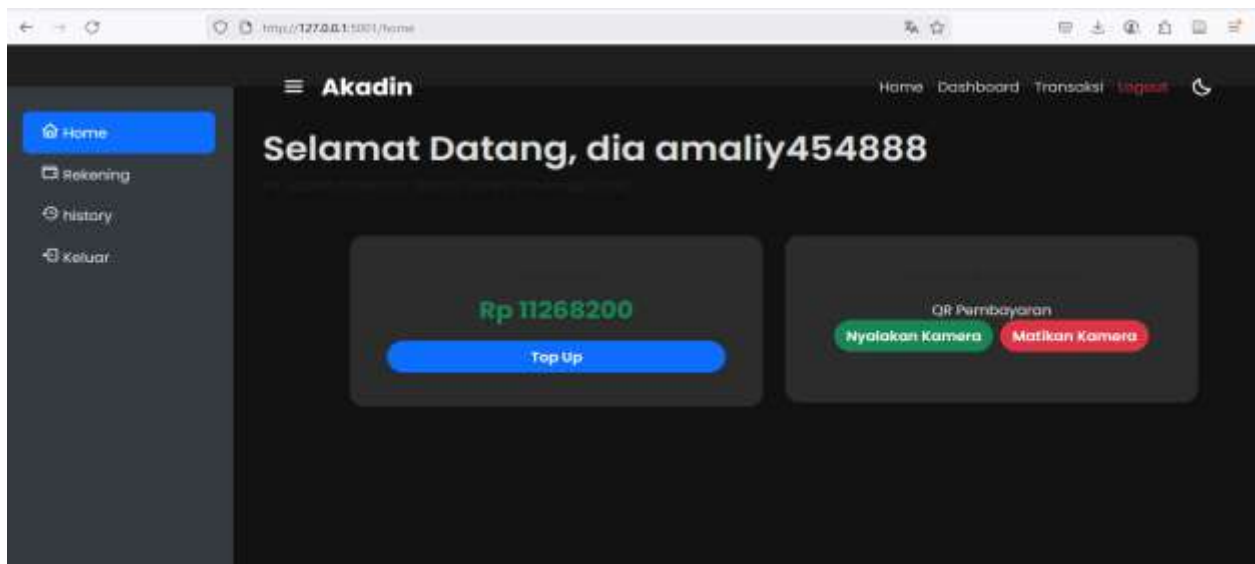 http://127.0.0.1:5001/home
Akadin
Home Dashboard Transaksi Logout
Home
Rekening
history
Keluar
Selamat Datang, dia amaliy454888
Rp 11268200
Top Up
QR Pembayaran
Nyalakan Kamera Matikan Kamera